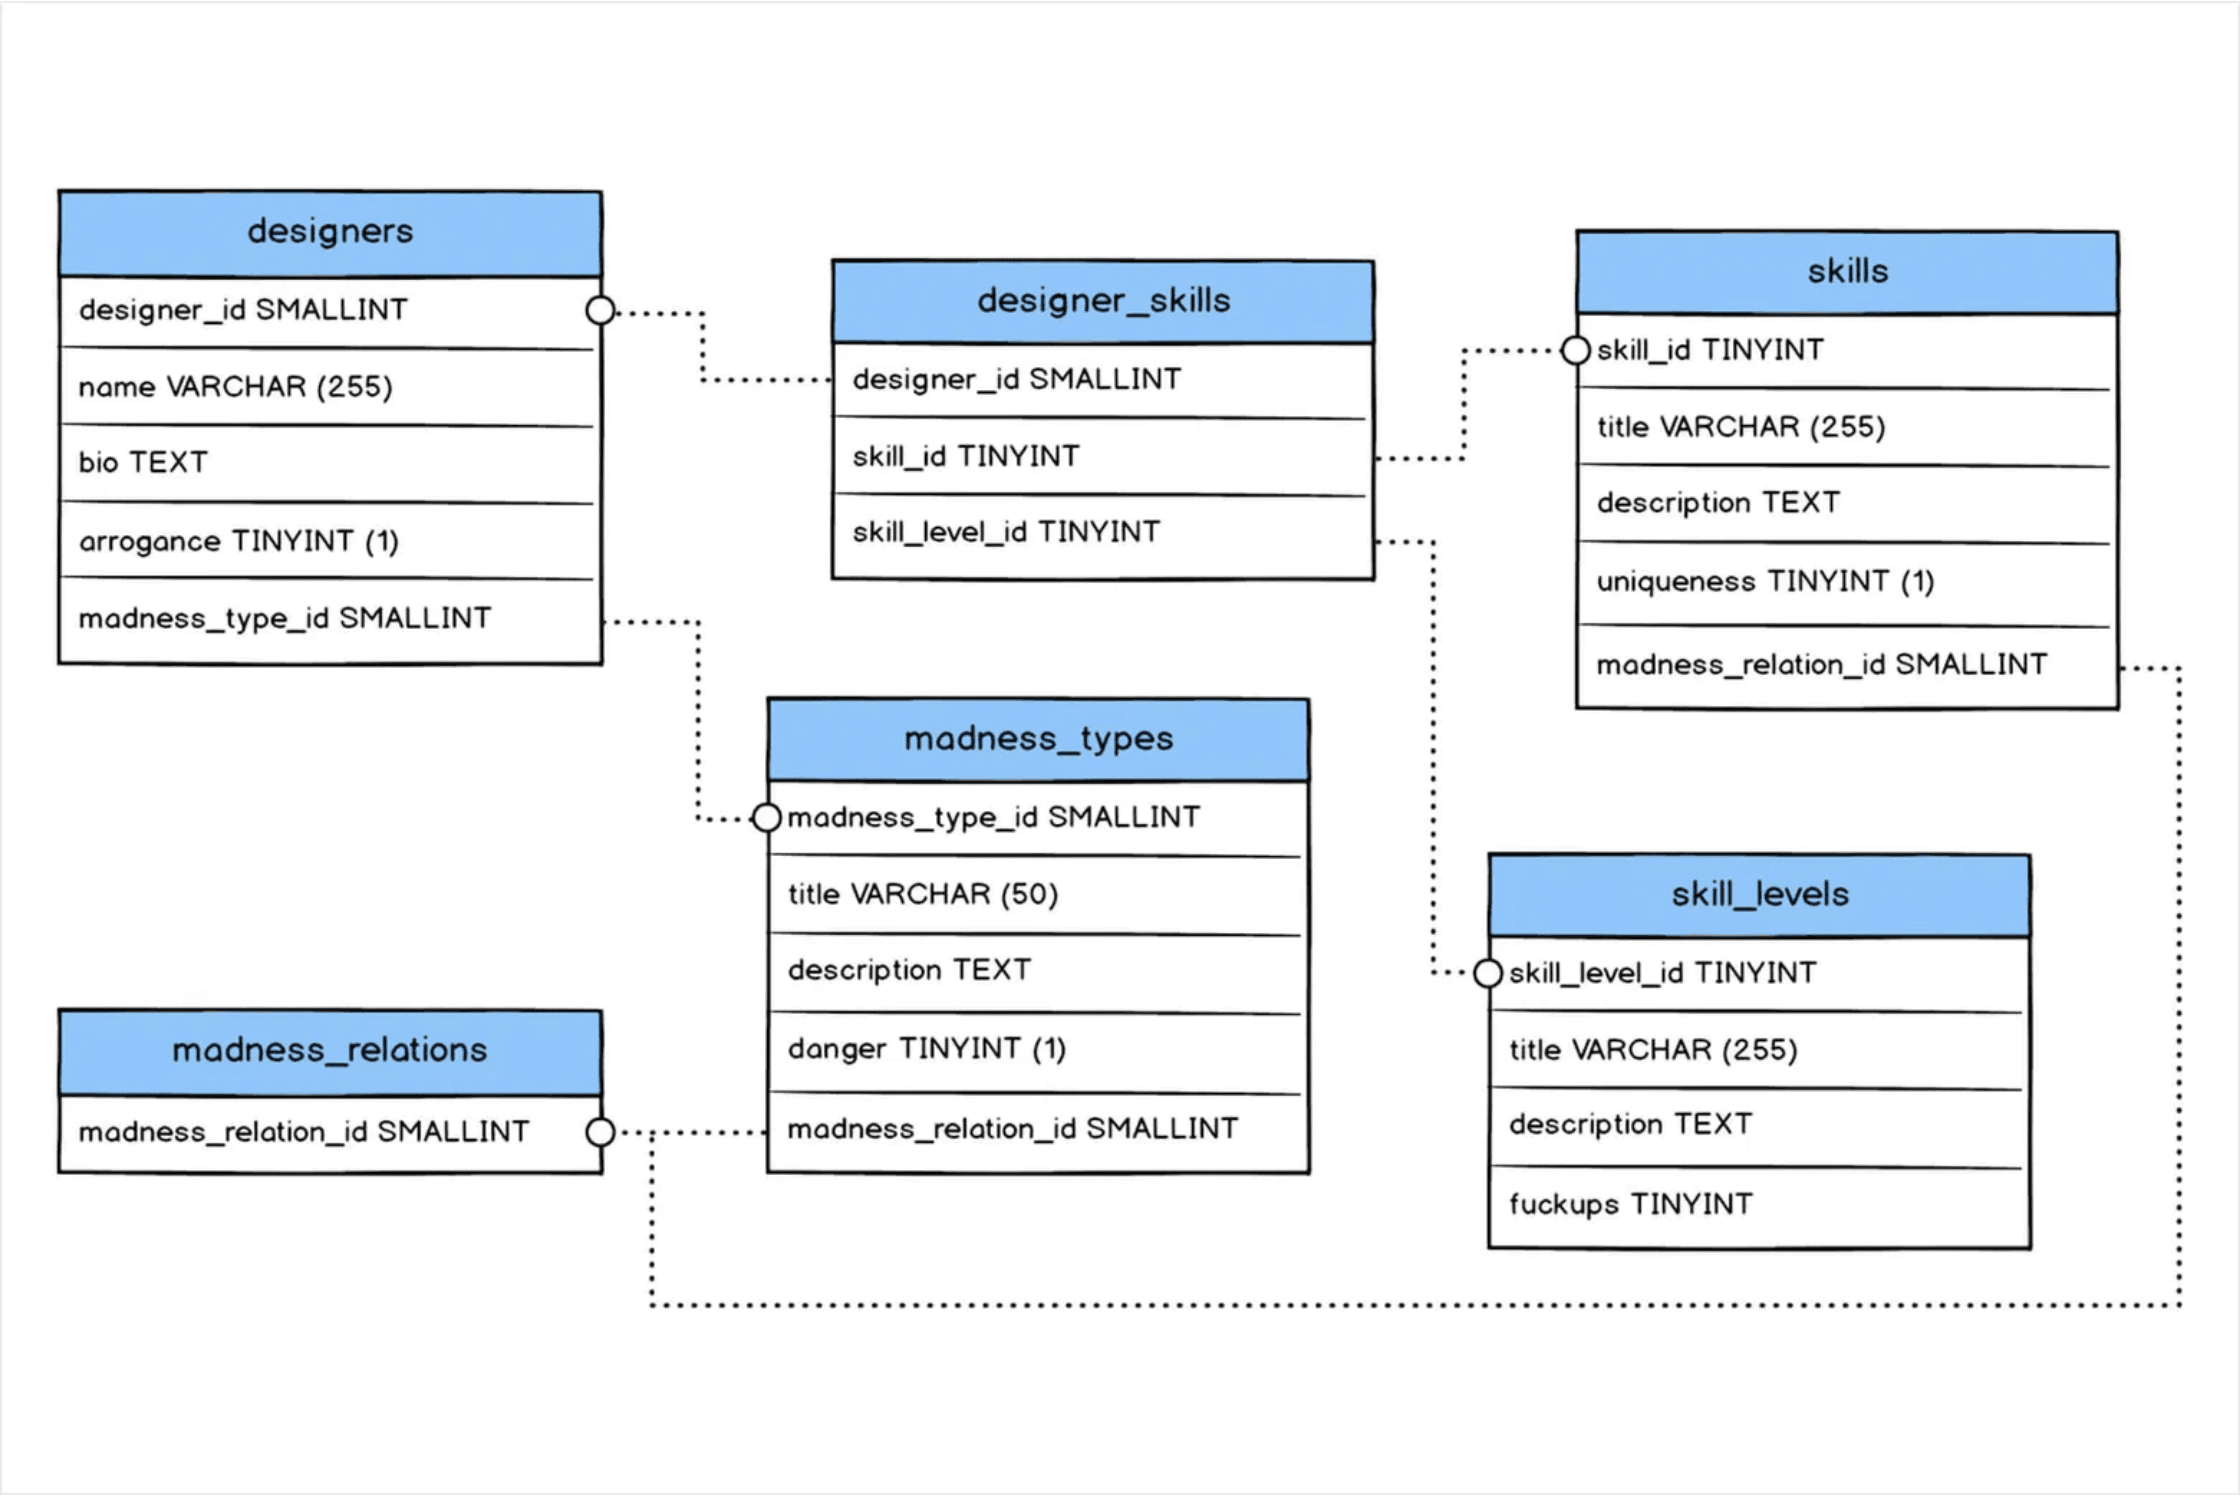 designers
designer_id SMALLINT
name VARCHAR (255)
bio TEXT
arrogance TINYINT (1)
madness_type_id SMALLINT
designer_skills
designer_id SMALLINT
skill_id TINYINT
skill_level_id TINYINT
skills
skill_id TINYINT
title VARCHAR (255)
description TEXT
uniqueness TINYINT (1)
madness_relation_id SMALLINT
madness_types
madness_type_id SMALLINT
title VARCHAR (50)
description TEXT
danger TINYINT (1)
madness_relation_id SMALLINT
skill_levels
skill_level_id TINYINT
title VARCHAR (255)
description TEXT
fuckups TINYINT
madness_relations
madness_relation_id SMALLINT